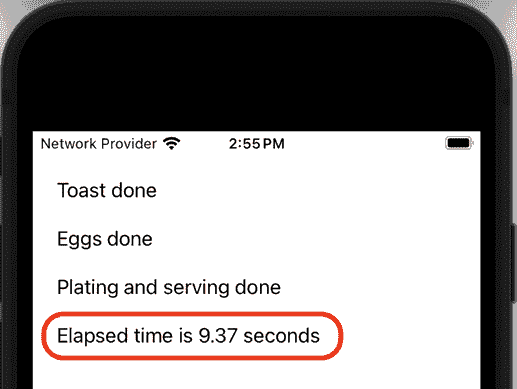 Network Provider 2:55 PM
Toast done
Eggs done
Plating and serving done
Elapsed time is 9.37 seconds